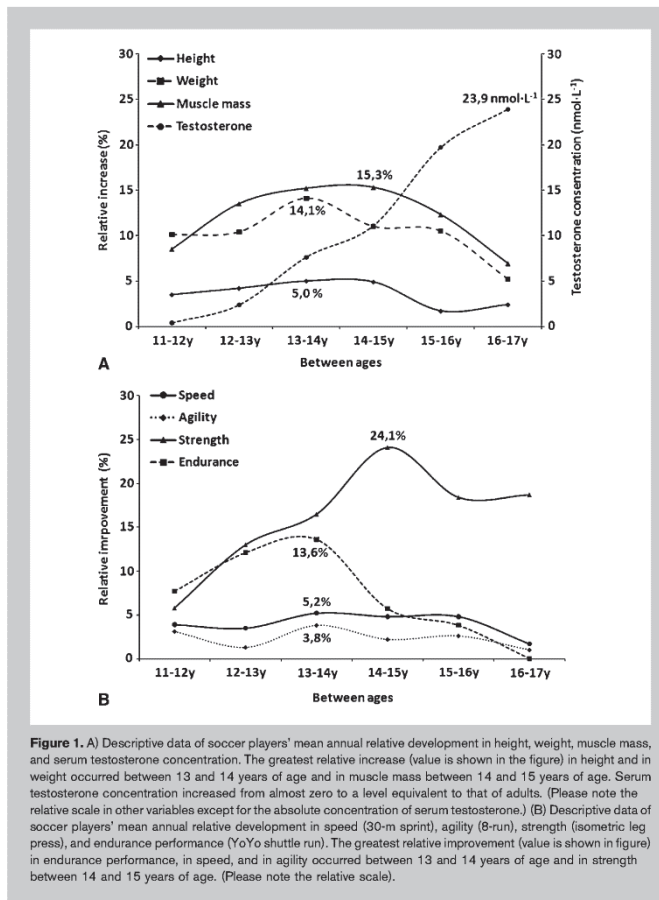 30
25
20
15
10
5
0
Relative increase (%)
Height
Weight
Muscle mass
Testosterone
23,9 nmol·L-1
15,3%
14,1%
5,0 %
30
25
20
15
10
5
0
Testosterone consentration (nmol·L-1)
11-12y 12-13y 13-14y 14-15y 15-16y 16-17y
A
Between ages
30
25
20
15
10
5
0
Relative imrpovement (%)
Speed
Agility
Strength
Endurance
24,1%
13,6%
5,2%
3,8%
11-12y 12-13y 13-14y 14-15y 15-16y 16-17y
B
Between ages
Figure 1. A) Descriptive data of soccer players' mean annual relative development in height, weight, muscle mass,
and serum testosterone concentration. The greatest relative increase (value is shown in the figure) in height and in
weight occurred between 13 and 14 years of age and in muscle mass between 14 and 15 years of age. Serum
testosterone concentration increased from almost zero to a level equivalent to that of adults. (Please note the
relative scale in other variables except for the absolute concentration of serum testosterone.) (B) Descriptive data of
soccer players' mean annual relative development in speed (30-m sprint), agility (8-run), strength (isometric leg
press), and endurance performance (YoYo shuttle run). The greatest relative improvement (value is shown in figure)
in endurance performance, in speed, and in agility occurred between 13 and 14 years of age and in strength
between 14 and 15 years of age. (Please note the relative scale).